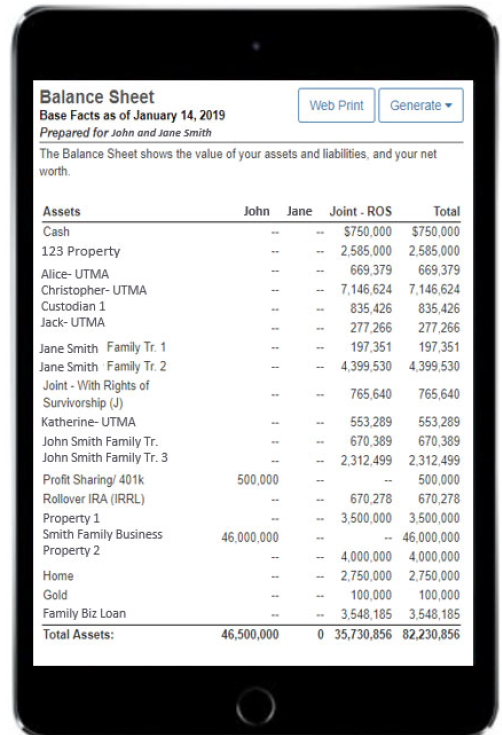 Balance Sheet
Web Print
Generate
Base Facts as of January 14, 2019
Prepared for John and Jane Smith
The Balance Sheet shows the value of your assets and liabilities, and your net
worth.
Assets John Jane Joint - ROS Total
Cash -- -- $750,000 $750,000
123 Property -- -- 2,585,000 2,585,000
Alice- UTMA -- -- 669,379 669,379
Christopher- UTMA -- -- 7,146,624 7,146,624
Custodian 1 -- -- 835,426 835,426
Jack- UTMA -- -- 277,266 277,266
Jane Smith Family Tr. 1 -- -- 197,351 197,351
Jane Smith Family Tr. 2 -- -- 4,399,530 4,399,530
Joint - With Rights of
Survivorship (J) -- -- 765,640 765,640
Katherine- UTMA -- -- 553,289 553,289
John Smith Family Tr. -- -- 670,389 670,389
John Smith Family Tr. 3 -- -- 2,312,499 2,312,499
Profit Sharing/ 401k 500,000 -- -- 500,000
Rollover IRA (IRRL) -- -- 670,278 670,278
Property 1 -- -- 3,500,000 3,500,000
Smith Family Business 46,000,000 -- -- 46,000,000
Property 2 -- -- 4,000,000 4,000,000
Home -- -- 2,750,000 2,750,000
Gold -- -- 100,000 100,000
Family Biz Loan -- -- 3,548,185 3,548,185
Total Assets: 46,500,000 0 35,730,856 82,230,856